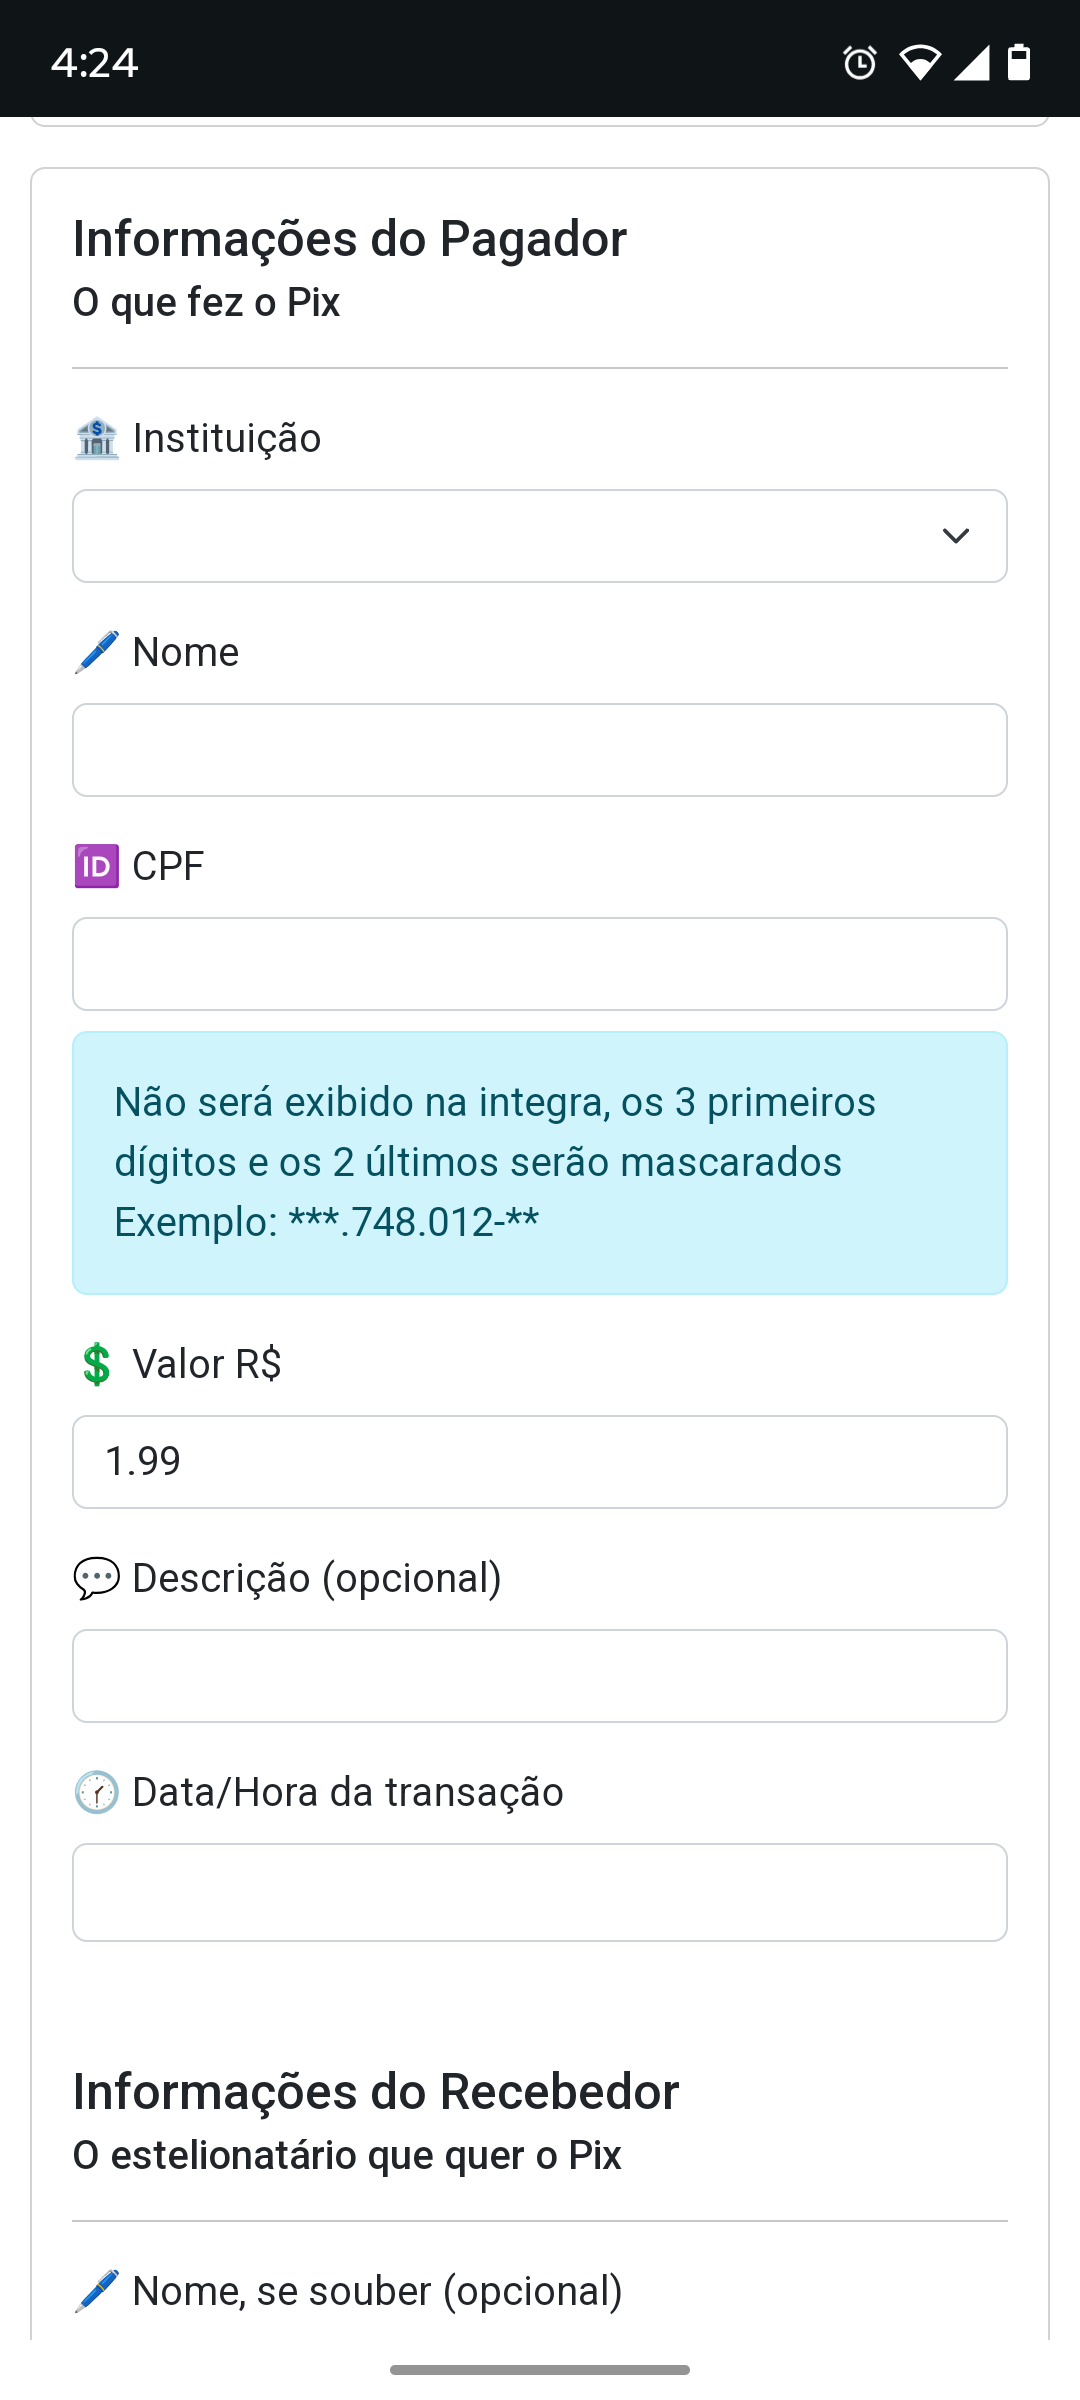 4:24
Informações do Pagador
O que fez o Pix
Instituição
Nome
ID CPF
Não será exibido na integra, os 3 primeiros
dígitos e os 2 últimos serão mascarados
Exemplo: ***.748.012-**
Valor R$
1.99
Descrição (opcional)
Data/Hora da transação
Informações do Recebedor
O estelionatário que quer o Pix
Nome, se souber (opcional)